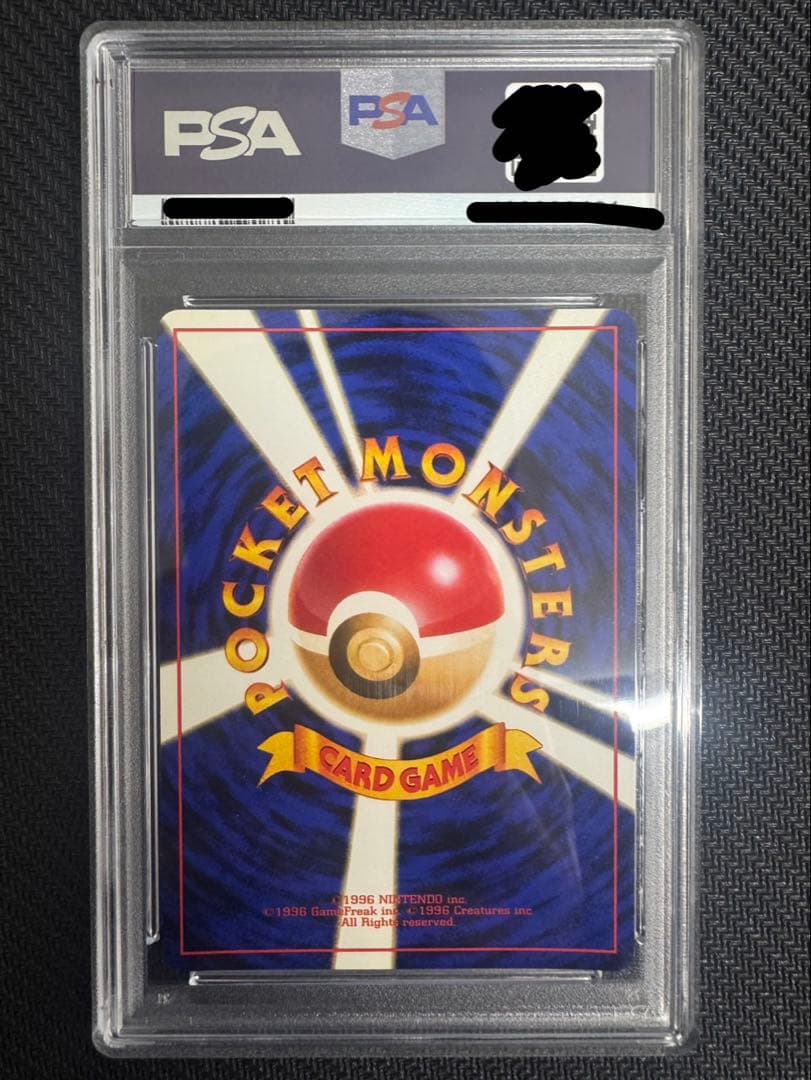 PSA
PSA
POCKET MONSTERS
CARD GAME
©1996 NINTENDO inc.
©1996 GameFreak inc. ©1996 Creatures inc
All Rights reserved.